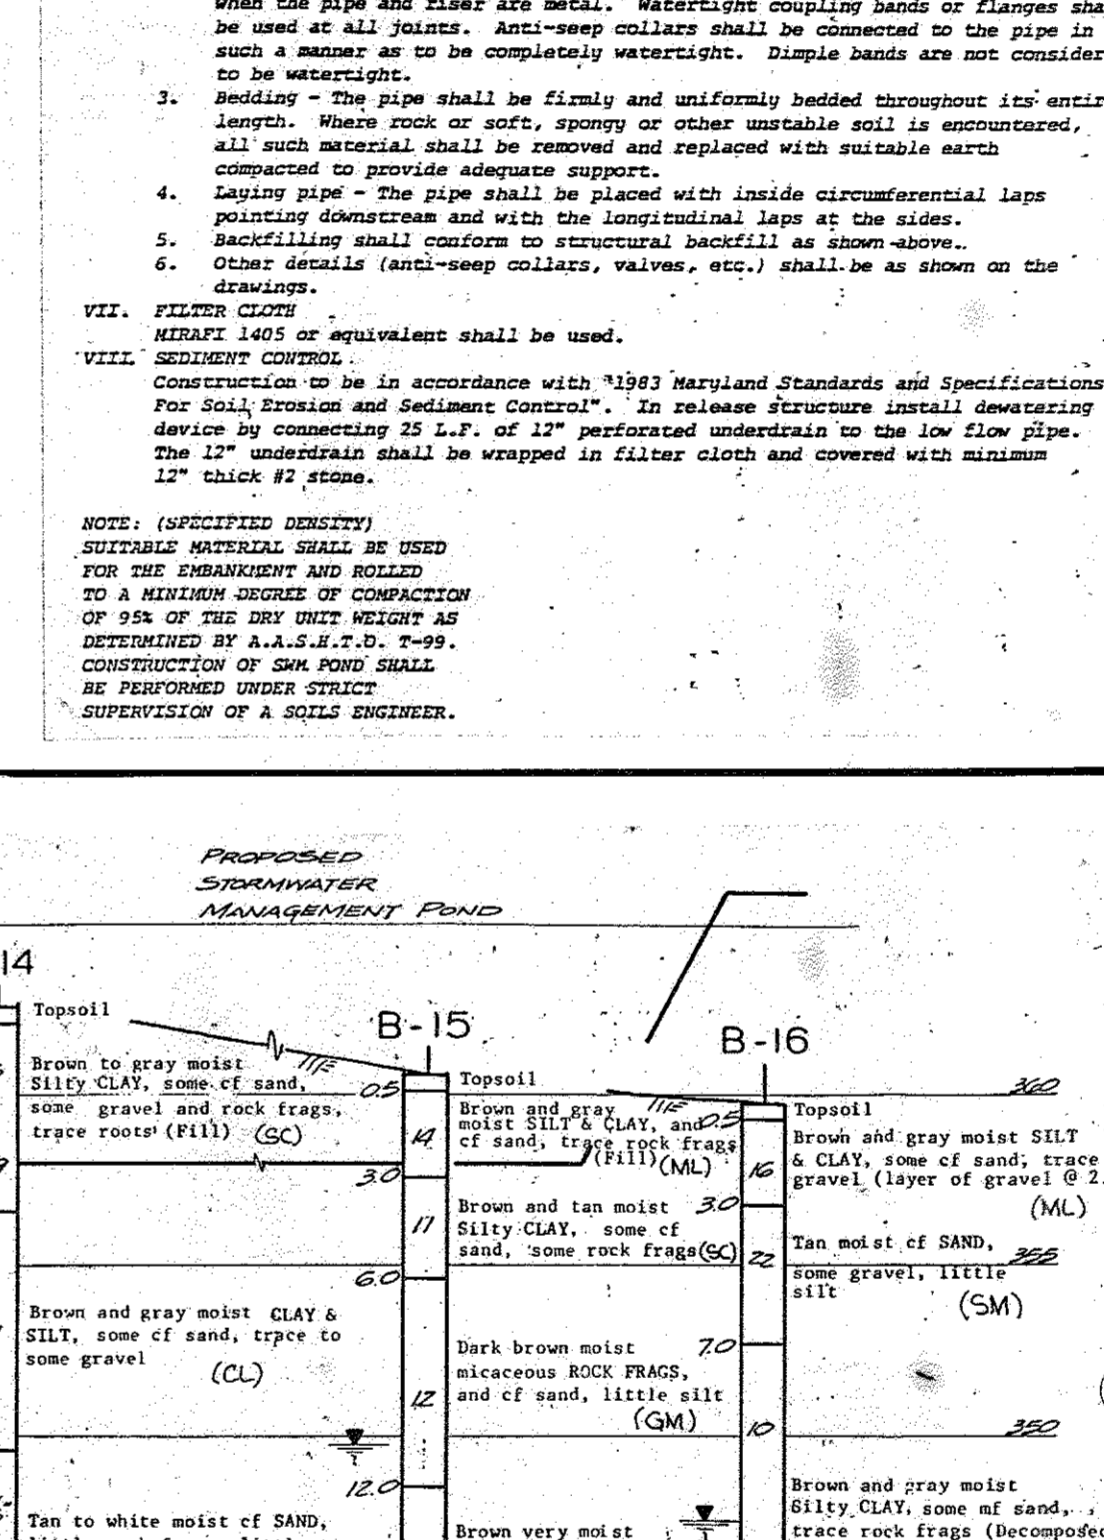 when the pipe and riser are metal. Watertight coupling bands or flanges sha
be used at all joints. Anti-seep collars shall be connected to the pipe in
such a manner as to be completely watertight. Dimple bands are not consider
to be watertight.
3. Bedding - The pipe shall be firmly and uniformly bedded throughout its entir
length. Where rock or soft, spongy or other unstable soil is encountered,
all such material shall be removed and replaced with suitable earth
compacted to provide adequate support.
4. Laying pipe - The pipe shall be placed with inside circumferential laps
pointing downstream and with the longitudinal laps at the sides.
5. Backfilling shall conform to structural backfill as shown above.
6. Other details (anti-seep collars, valves, etc.) shall be as shown on the
drawings.
VII. FILTER CLOTH
MIRAFI 1405 or equivalent shall be used.
VIII. SEDIMENT CONTROL
Construction to be in accordance with "1983 Maryland Standards and Specifications
For Soil Erosion and Sediment Control". In release structure install dewatering
device by connecting 25 L.F. of 12" perforated underdrain to the low flow pipe.
The 12" underdrain shall be wrapped in filter cloth and covered with minimum
12" thick #2 stone.
NOTE: (SPECIFIED DENSITY)
SUITABLE MATERIAL SHALL BE USED
FOR THE EMBANKMENT AND ROLLED
TO A MINIMUM DEGREE OF COMPACTION
OF 95% OF THE DRY UNIT WEIGHT AS
DETERMINED BY A.A.S.H.T.O. T-99.
CONSTRUCTION OF SWM POND SHALL
BE PERFORMED UNDER STRICT
SUPERVISION OF A SOILS ENGINEER.
PROPOSED
STORMWATER
MANAGEMENT POND
14
Topsoil
Brown to gray moist
Silty CLAY, some cf sand,
some gravel and rock frags,
trace roots (Fill) (SC)
Brown and gray moist CLAY &
SILT, some cf sand, trace to
some gravel
(CL)
Tan to white moist cf SAND,
B-15
0.5
14
3.0
17
6.0
12
12.0
Topsoil
Brown and gray
moist SILT & CLAY, and
cf sand, trace rock frags
(Fill) (ML)
Brown and tan moist
Silty CLAY, some cf
sand, some rock frags (SC)
Dark brown moist
micaceous ROCK FRAGS,
and cf sand, little silt
(GM)
Brown very moist
B-16
0.5
16
3.0
22
7.0
10
Topsoil
Brown and gray moist SILT
& CLAY, some cf sand, trace
gravel (layer of gravel @ 2.
(ML)
Tan moist cf SAND,
some gravel, little
silt
(SM)
Brown and gray moist
Silty CLAY, some mf sand,
trace rock frags (Decompose
360
355
350